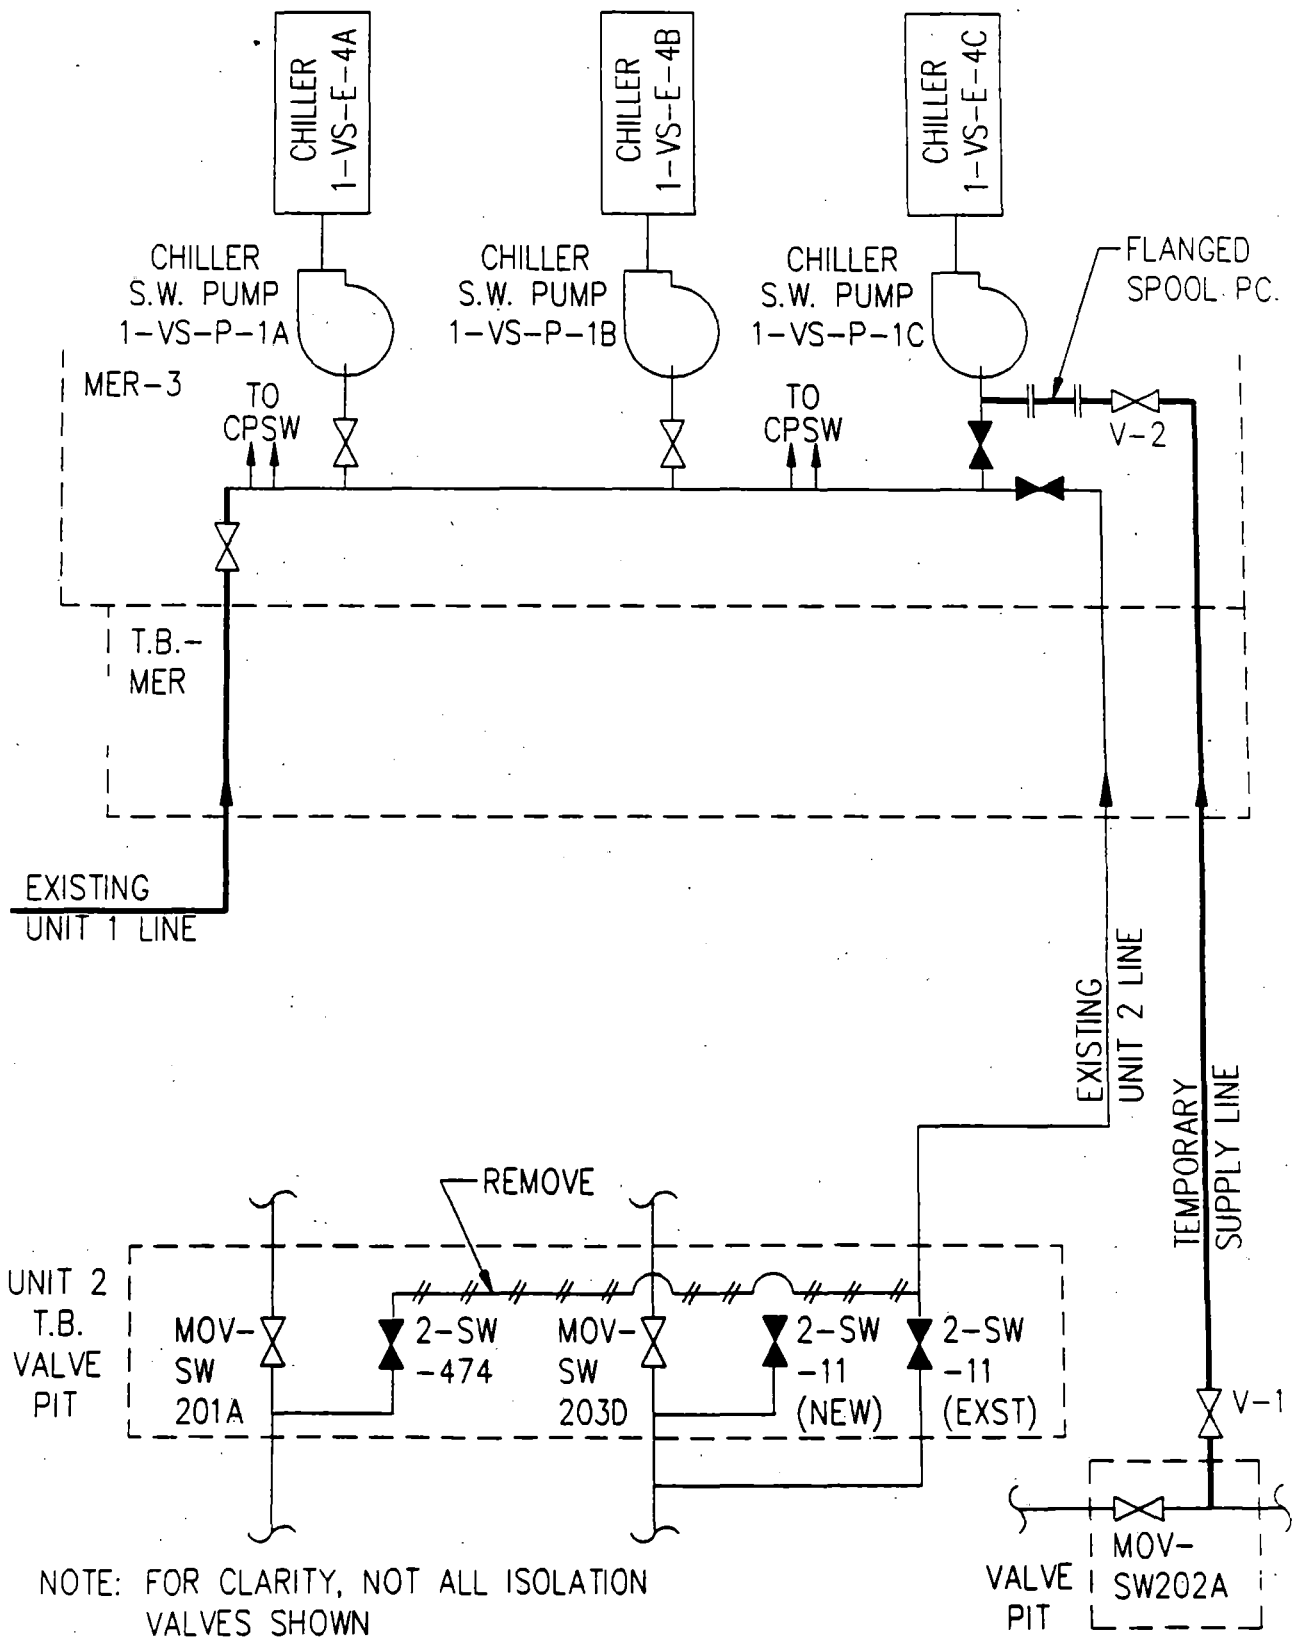 CHILLER
1-VS-E-4A
CHILLER
1-VS-E-4B
CHILLER
1-VS-E-4C
CHILLER
S.W. PUMP
1-VS-P-1A
CHILLER
S.W. PUMP
1-VS-P-1B
CHILLER
S.W. PUMP
1-VS-P-1C
FLANGED
SPOOL PC.
MER-3
TO
CPSW
TO
CPSW
V-2
T.B.-
MER
EXISTING
UNIT 1 LINE
EXISTING
UNIT 2 LINE
TEMPORARY
SUPPLY LINE
REMOVE
UNIT 2
T.B.
VALVE
PIT
MOV-
SW
201A
2-SW
-474
MOV-
SW
203D
2-SW
-11
(NEW)
2-SW
-11
(EXST)
V-1
MOV-
SW202A
VALVE
PIT
NOTE: FOR CLARITY, NOT ALL ISOLATION
VALVES SHOWN